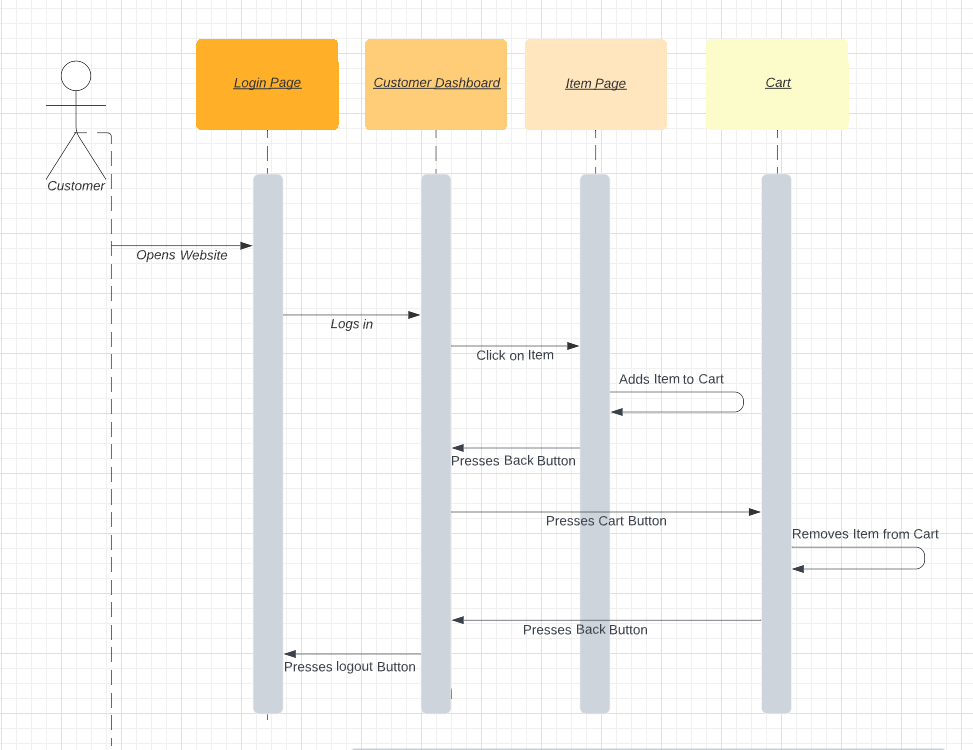 Login Page
Customer Dashboard
Item Page
Cart
Customer
Opens Website
Logs in
Click on Item
Adds Item to Cart
Presses Back Button
Presses Cart Button
Removes Item from Cart
Presses Back Button
Presses logout Button